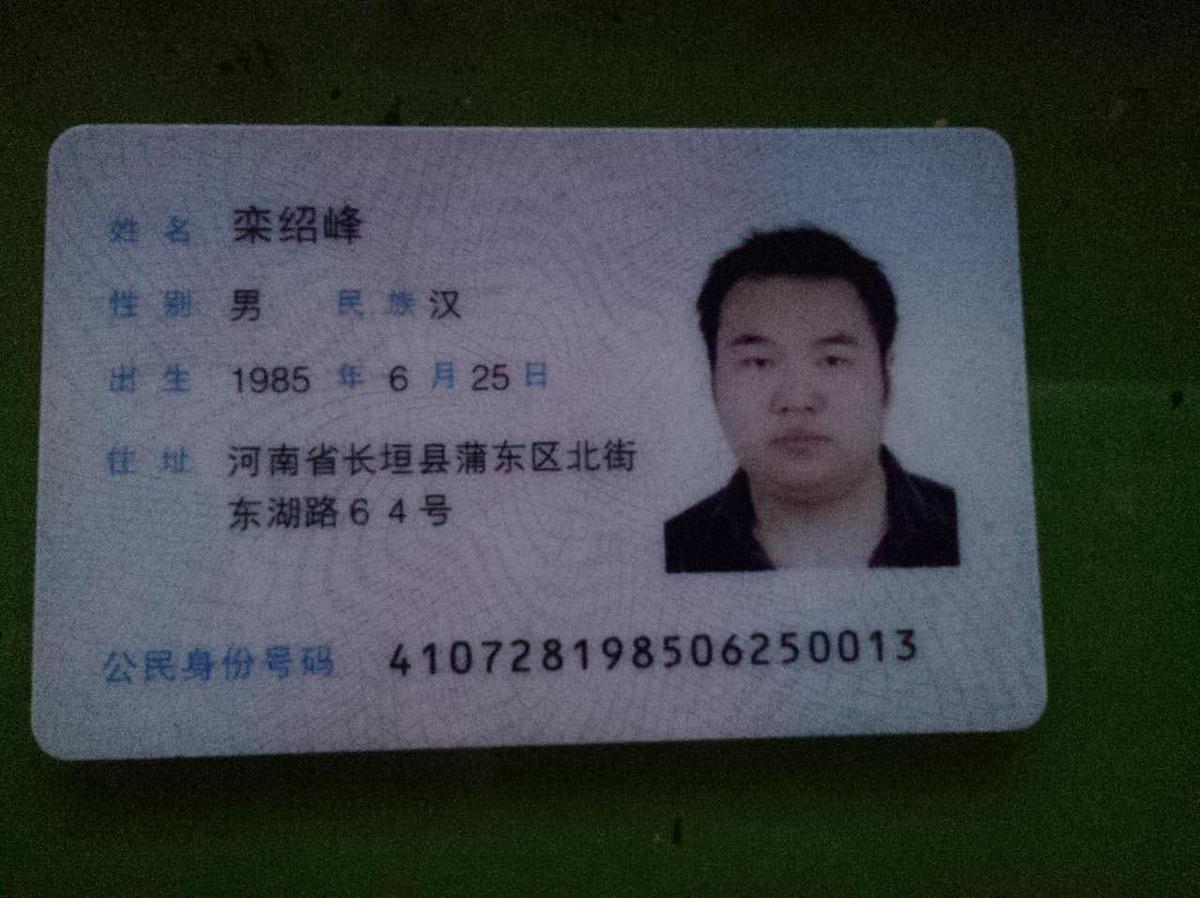 姓名 栾绍峰
性别 男 民族 汉
出生 1985 年 6 月 25 日
住址 河南省长垣县蒲东区北街
东湖路64号
公民身份号码 410728198506250013